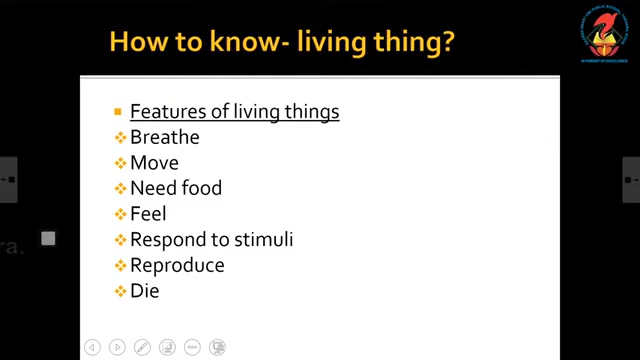 How to know- living thing?
Features of living things
Breathe
Move
Need food
Feel
Respond to stimuli
Reproduce
Die
ra.